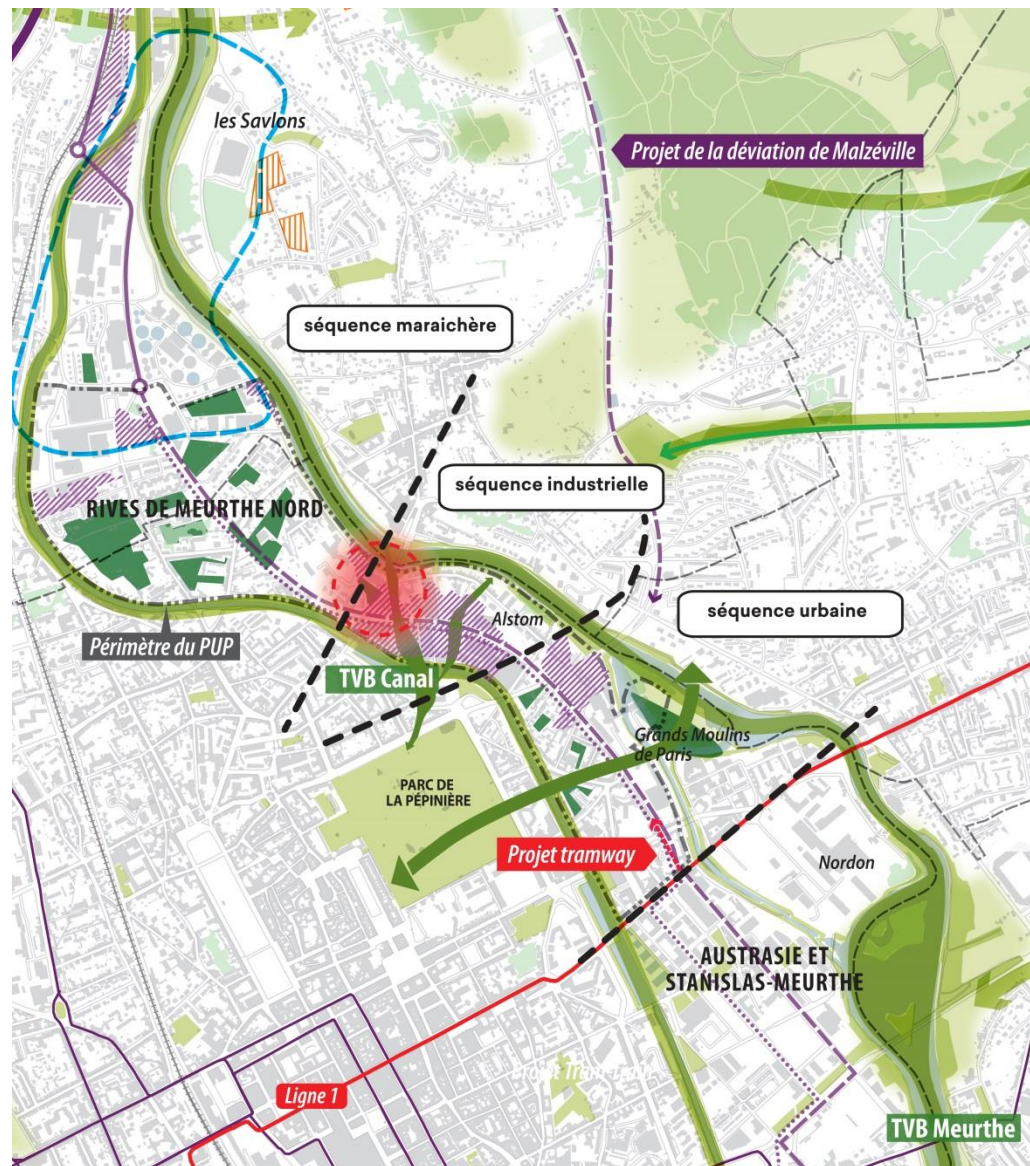 les Savlons
Projet de la déviation de Malzéville
séquence maraichère
séquence industrielle
RIVES DE MEURTHE NORD
séquence urbaine
Alstom
Périmètre du PUP
TVB Canal
Grands Moulins
de Paris
PARC DE
LA PÉPINIÈRE
Projet tramway
Nordon
AUSTRASIE ET
STANISLAS-MEURTHE
Ligne 1
TVB Meurthe